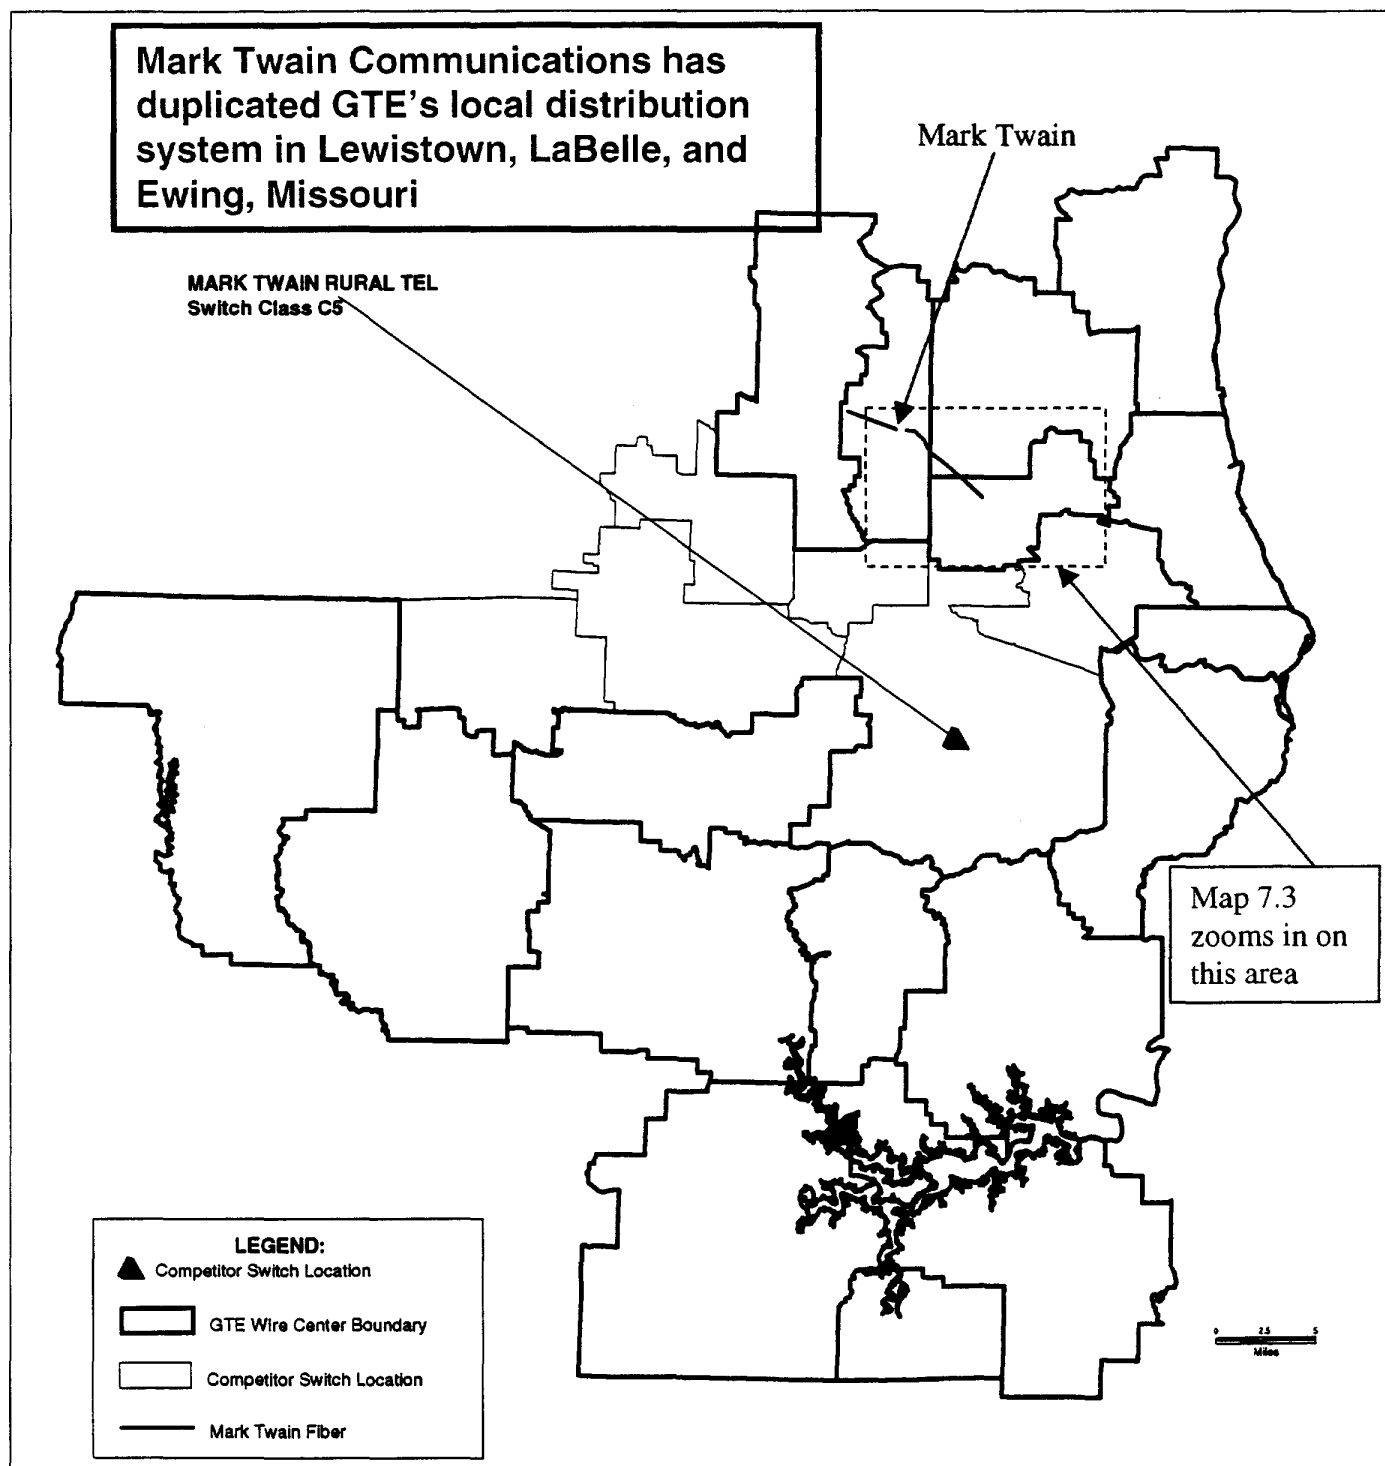 Mark Twain Communications has
duplicated GTE's local distribution
system in Lewistown, LaBelle, and
Ewing, Missouri
Mark Twain
MARK TWAIN RURAL TEL
Switch Class C5
Map 7.3
zooms in on
this area
LEGEND:
Competitor Switch Location
GTE Wire Center Boundary
Competitor Switch Location
Mark Twain Fiber
0 2.5 5
Miles